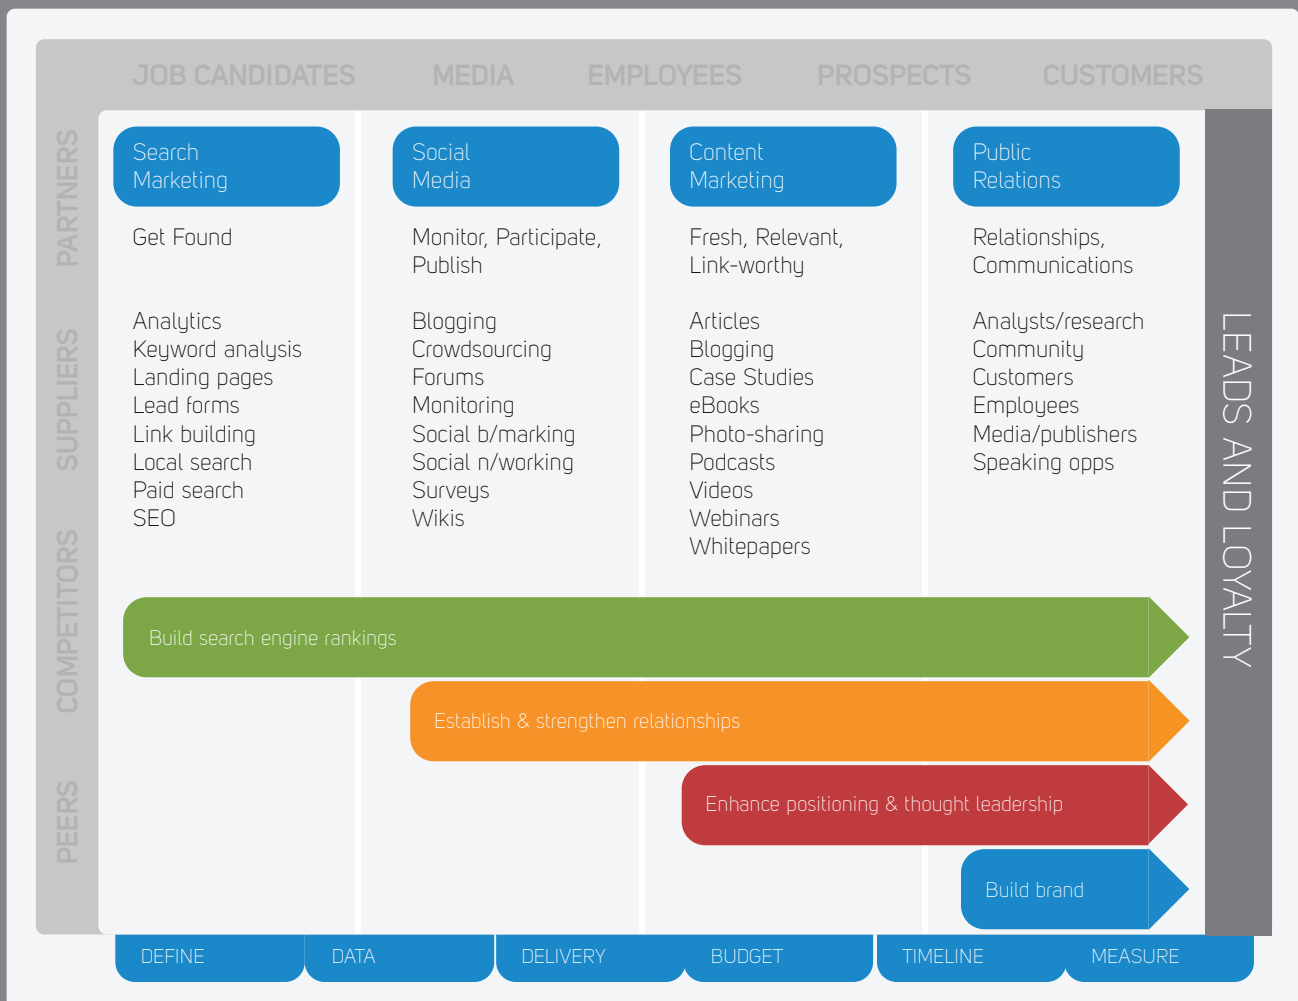 JOB CANDIDATES MEDIA EMPLOYEES PROSPECTS CUSTOMERS
PARTNERS
SUPPLIERS
COMPETITORS
PEERS
Search
Marketing
Get Found
Analytics
Keyword analysis
Landing pages
Lead forms
Link building
Local search
Paid search
SEO
Social
Media
Monitor, Participate,
Publish
Blogging
Crowdsourcing
Forums
Monitoring
Social b/marking
Social n/working
Surveys
Wikis
Content
Marketing
Fresh, Relevant,
Link-worthy
Articles
Blogging
Case Studies
eBooks
Photo-sharing
Podcasts
Videos
Webinars
Whitepapers
Public
Relations
Relationships,
Communications
Analysts/research
Community
Customers
Employees
Media/publishers
Speaking opps
LEADS AND LOYALTY
Build search engine rankings
Establish & strengthen relationships
Enhance positioning & thought leadership
Build brand
DEFINE DATA DELIVERY BUDGET TIMELINE MEASURE